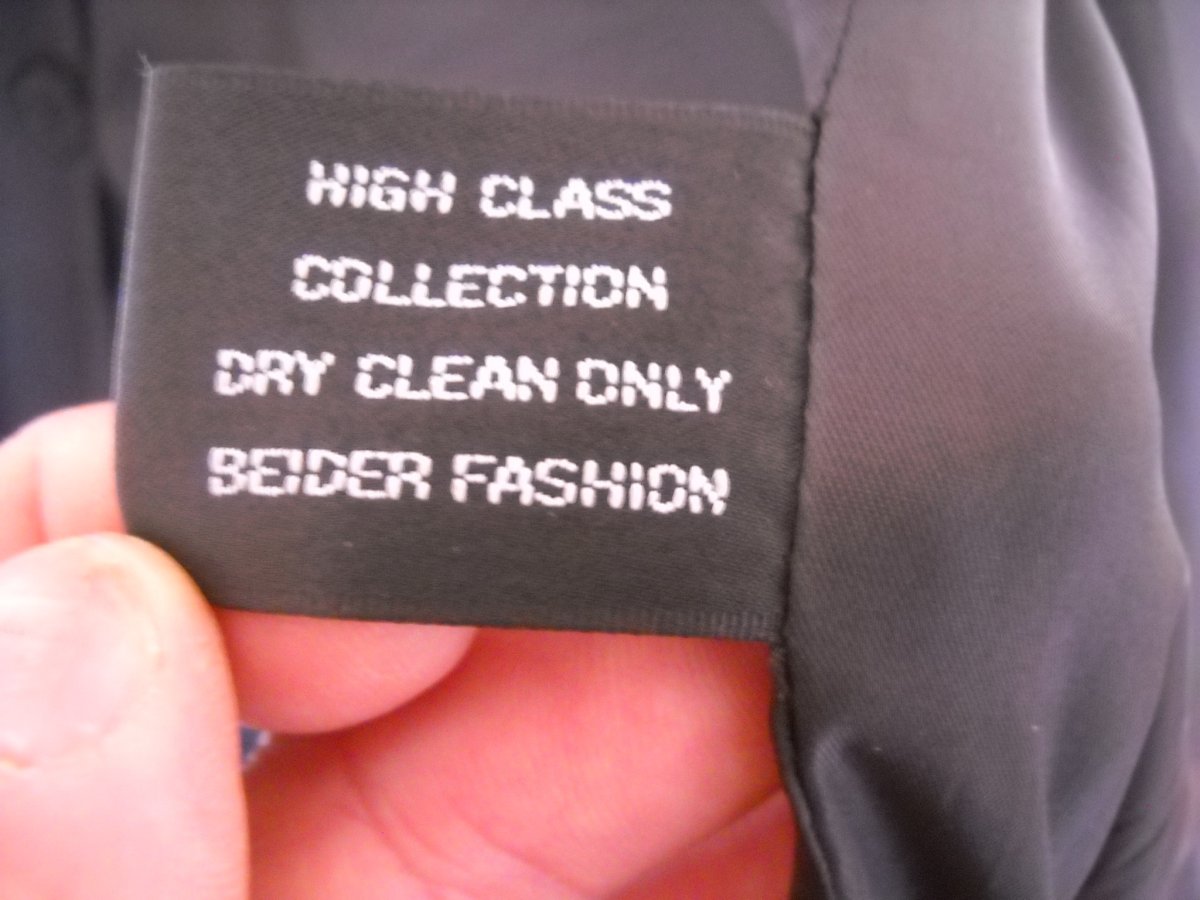 HIGH CLASS
COLLECTION
DRY CLEAN ONLY
BEIDER FASHION